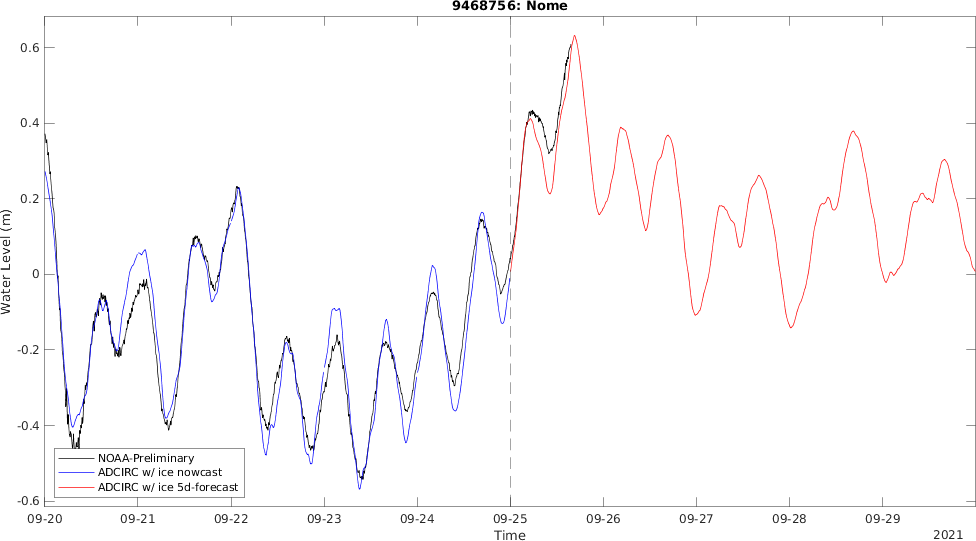 9468756: Nome
Water Level (m)
0.6
0.4
0.2
0
-0.2
-0.4
-0.6
NOAA-Preliminary
ADCIRC w/ ice nowcast
ADCIRC w/ ice 5d-forecast
09-20 09-21 09-22 09-23 09-24 09-25 09-26 09-27 09-28 09-29
Time
2021